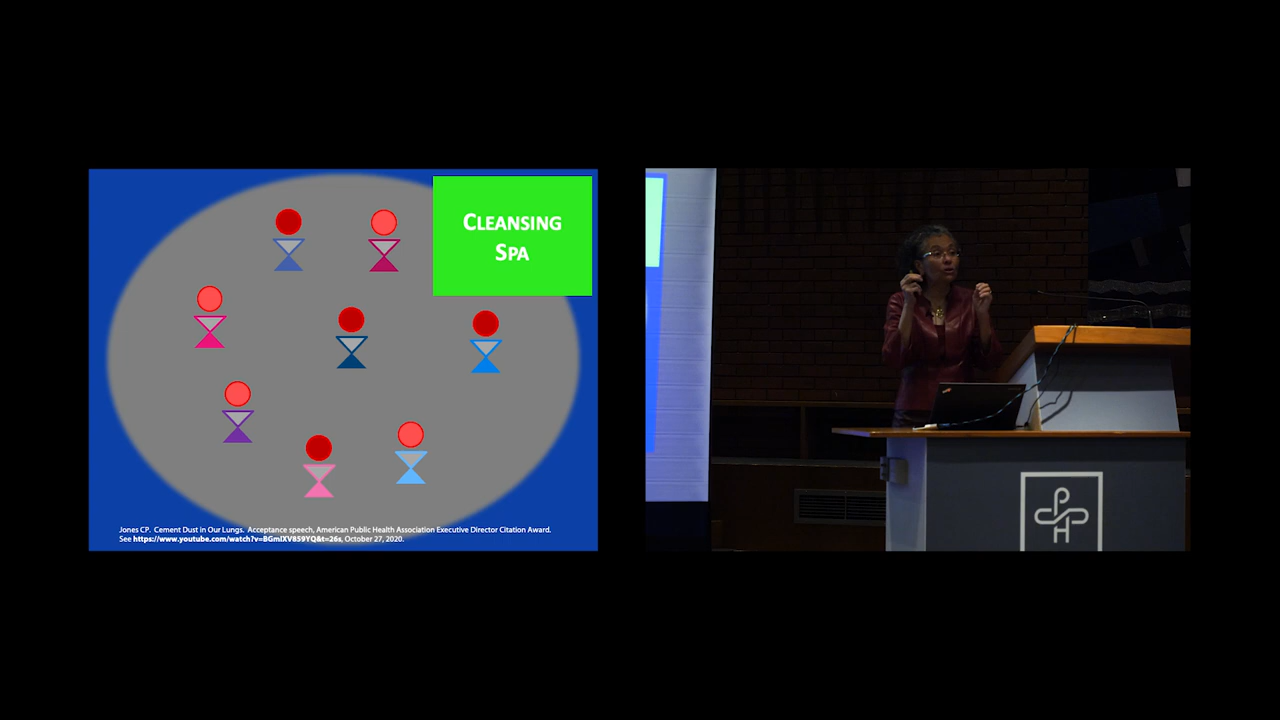 CLEANSING
SPA
Jones CP. Cement Dust in Our Lungs. Acceptance speech, American Public Health Association Executive Director Citation Award.
See https://www.youtube.com/watch?v=BGmIXV859YQ&t=26s, October 27, 2020.
P
H